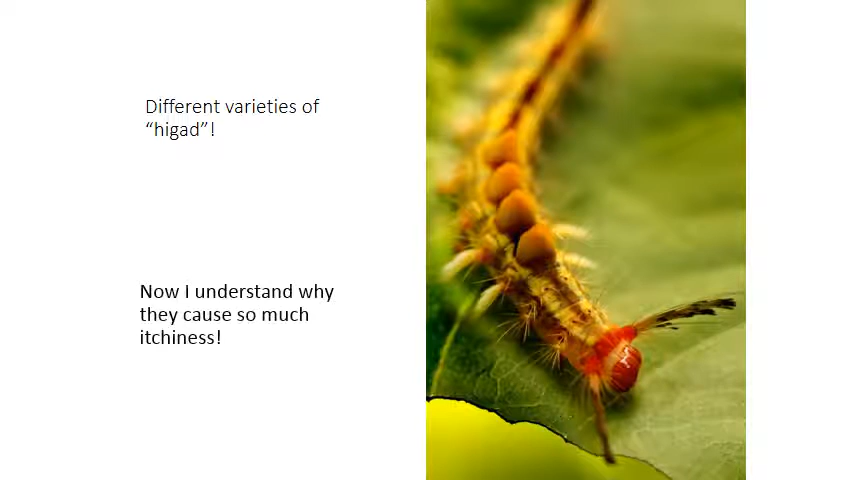 Different varieties of
“higad”!
Now I understand why
they cause so much
itchiness!